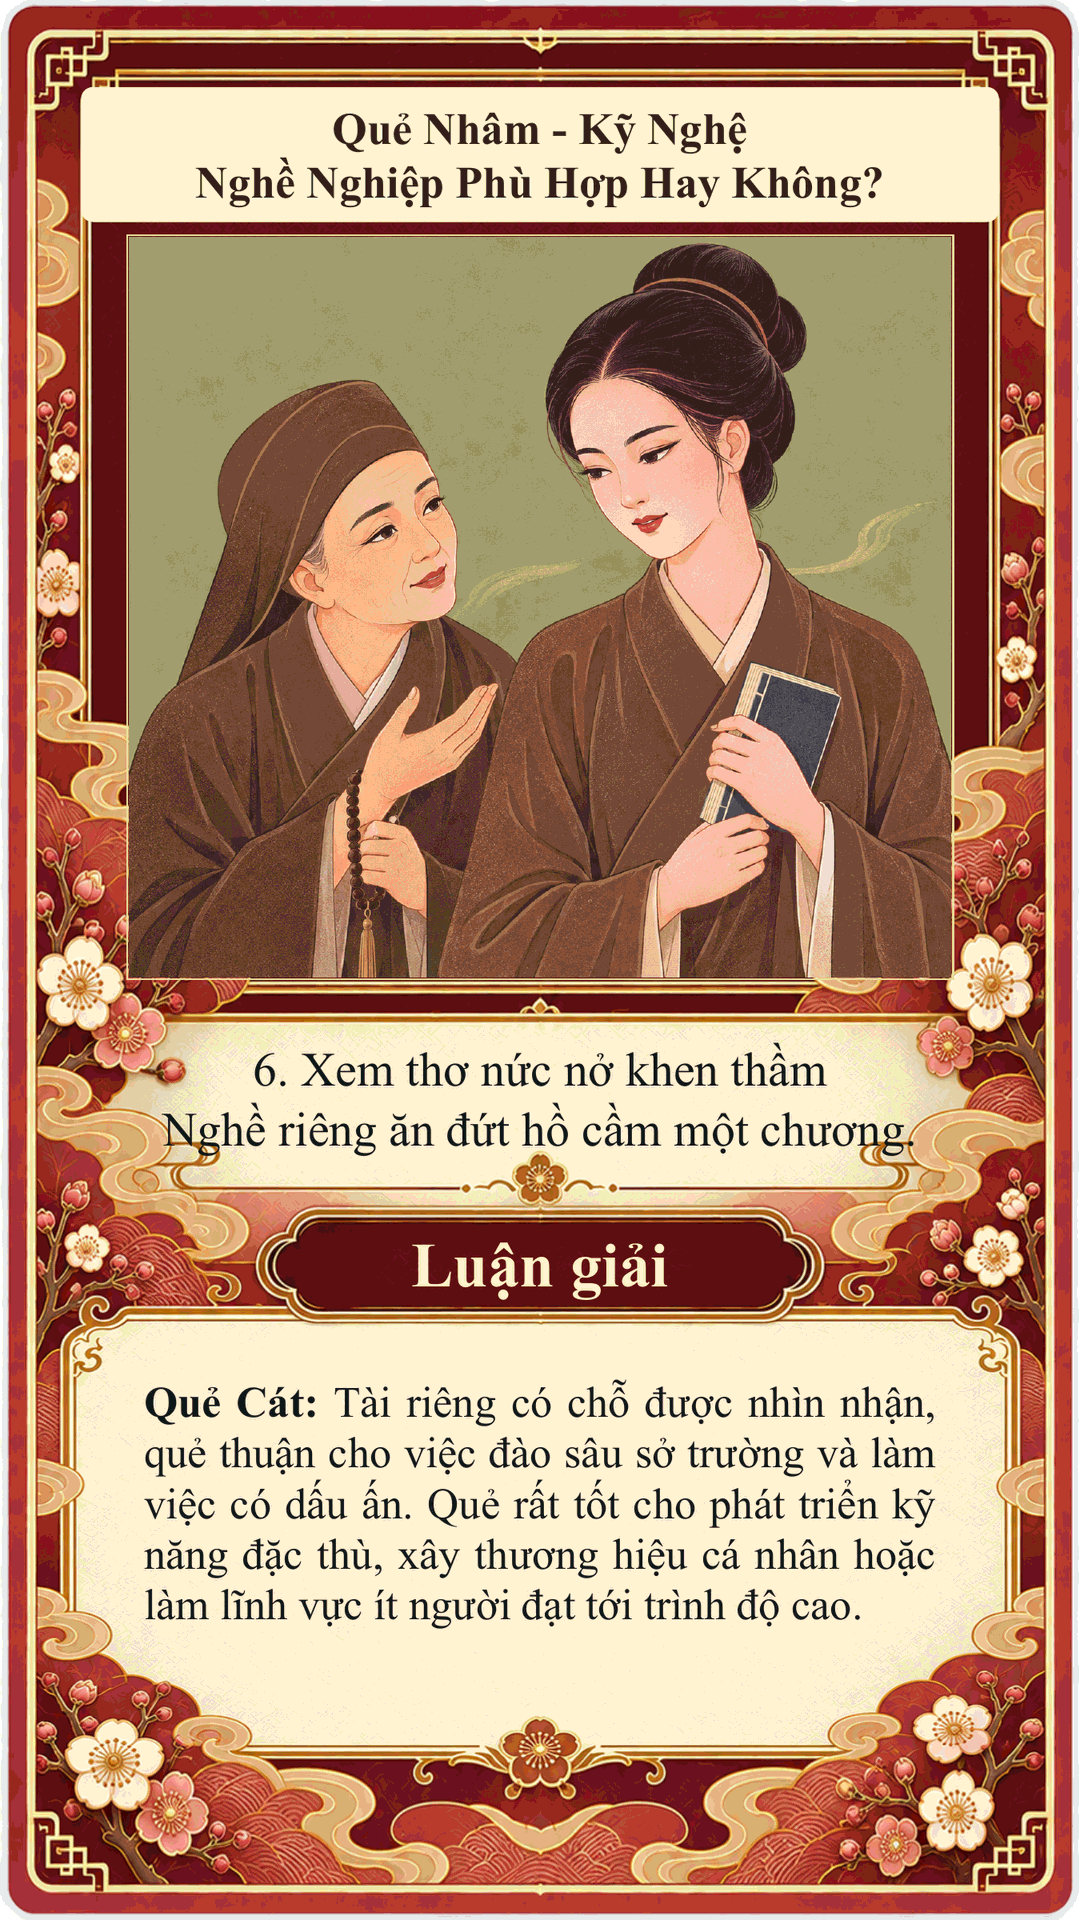 Quẻ Nhâm - Kỹ Nghệ
Nghề Nghiệp Phù Hợp Hay Không?
6. Xem thơ nức nở khen thầm
Nghề riêng ăn đứt hồ cầm một chương.
Luận giải
Quẻ Cát: Tài riêng có chỗ được nhìn nhận,
quẻ thuận cho việc đào sâu sở trường và làm
việc có dấu ấn. Quẻ rất tốt cho phát triển kỹ
năng đặc thù, xây thương hiệu cá nhân hoặc
làm lĩnh vực ít người đạt tới trình độ cao.